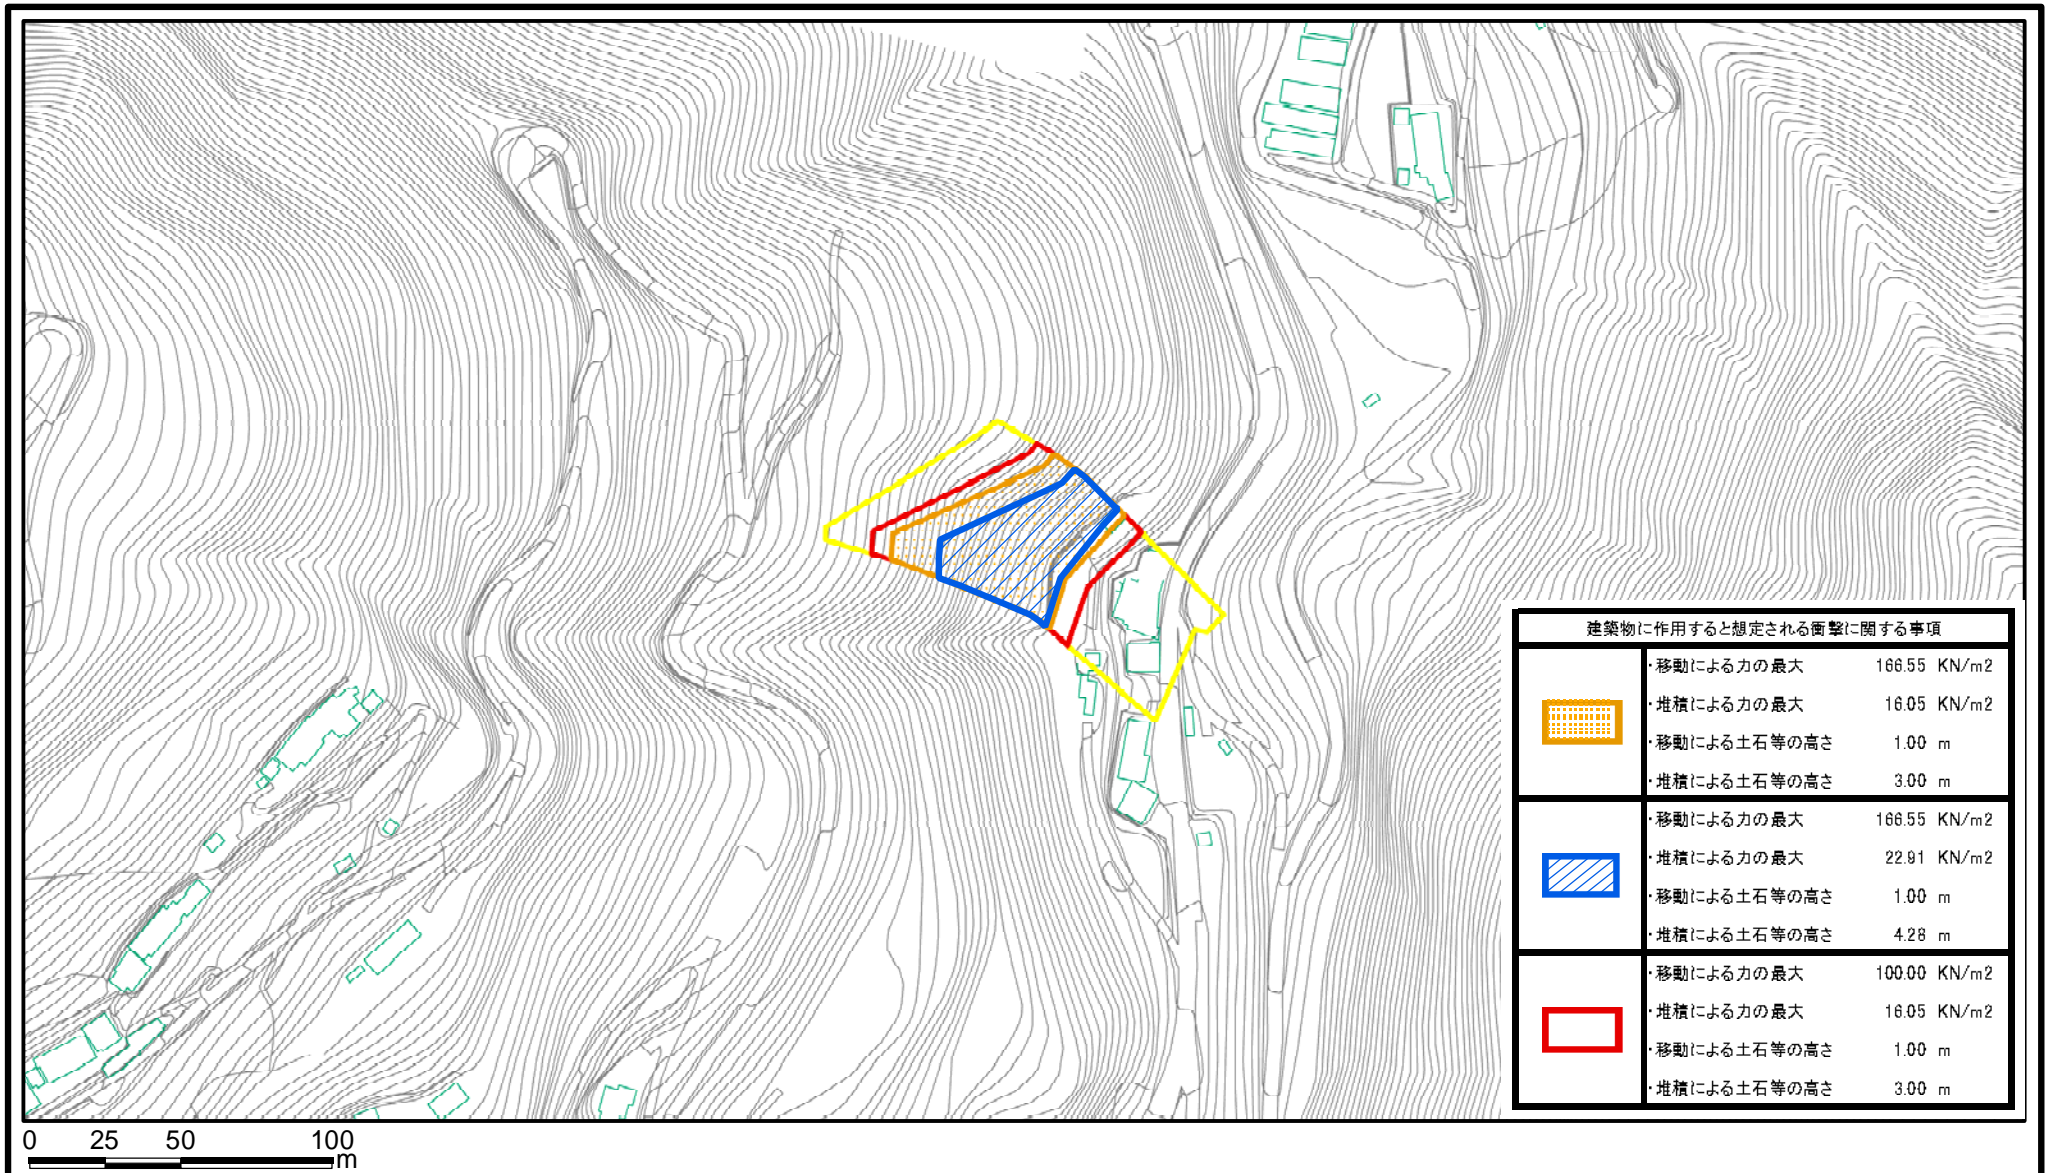 建築物に作用すると想定される衝撃に関する事項
・移動による力の最大 166.55 KN/m2
・堆積による力の最大 16.05 KN/m2
・移動による土石等の高さ 1.00 m
・堆積による土石等の高さ 3.00 m
・移動による力の最大 166.55 KN/m2
・堆積による力の最大 22.91 KN/m2
・移動による土石等の高さ 1.00 m
・堆積による土石等の高さ 4.28 m
・移動による力の最大 100.00 KN/m2
・堆積による力の最大 16.05 KN/m2
・移動による土石等の高さ 1.00 m
・堆積による土石等の高さ 3.00 m
0 25 50 100
m